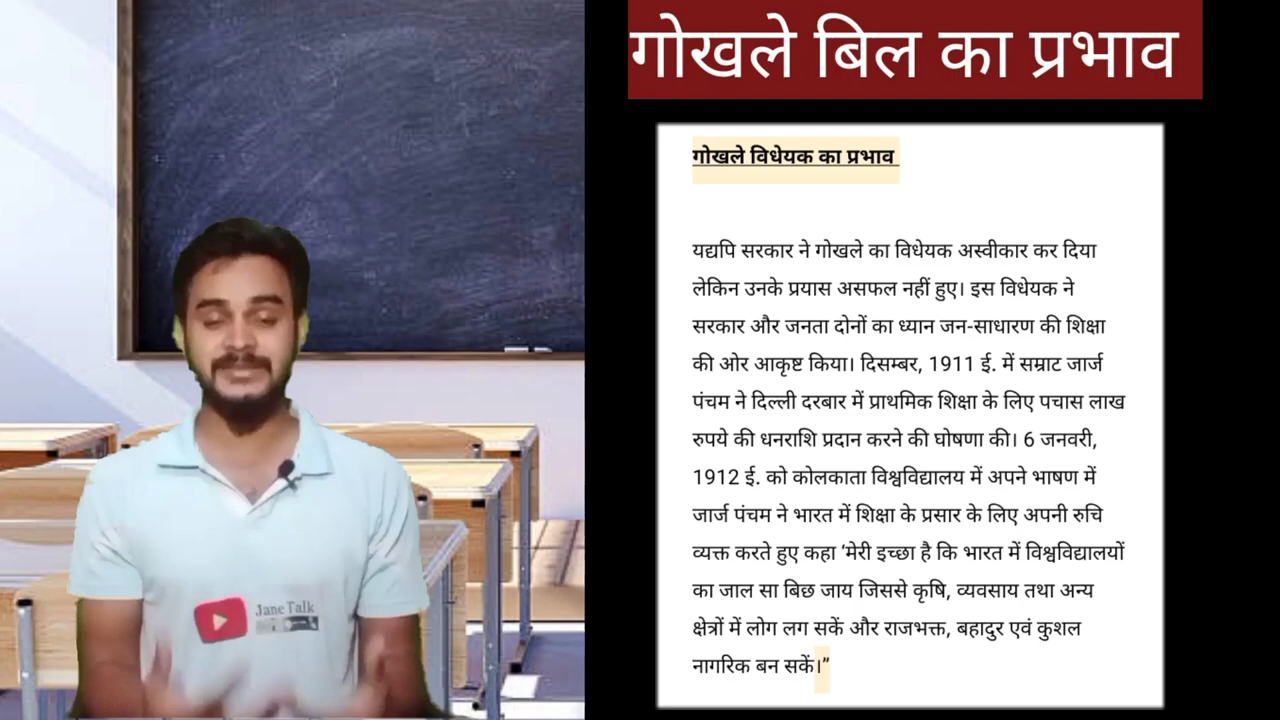 गोखले बिल का प्रभाव
गोखले विधेयक का प्रभाव
यद्यपि सरकार ने गोखले का विधेयक अस्वीकार कर दिया
लेकिन उनके प्रयास असफल नहीं हुए। इस विधेयक ने
सरकार और जनता दोनों का ध्यान जन-साधारण की शिक्षा
की ओर आकृष्ट किया। दिसम्बर, 1911 ई. में सम्राट जार्ज
पंचम ने दिल्ली दरबार में प्राथमिक शिक्षा के लिए पचास लाख
रुपये की धनराशि प्रदान करने की घोषणा की। 6 जनवरी,
1912 ई. को कोलकाता विश्वविद्यालय में अपने भाषण में
जार्ज पंचम ने भारत में शिक्षा के प्रसार के लिए अपनी रुचि
व्यक्त करते हुए कहा ‘मेरी इच्छा है कि भारत में विश्वविद्यालयों
का जाल सा बिछ जाय जिससे कृषि, व्यवसाय तथा अन्य
क्षेत्रों में लोग लग सकें और राजभक्त, बहादुर एवं कुशल
नागरिक बन सकें।”
Jane Talk